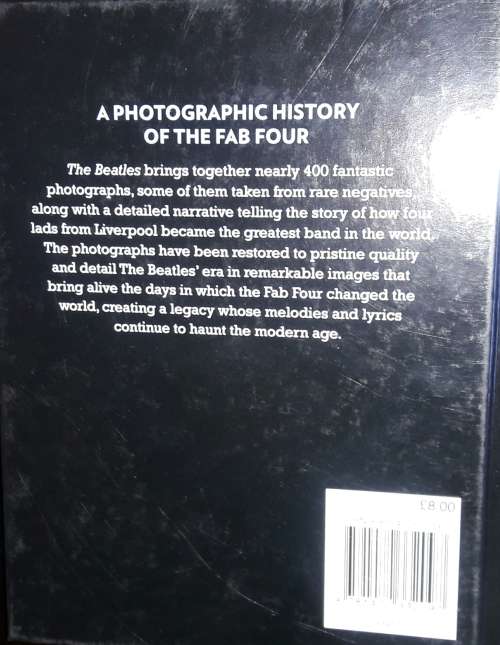 A PHOTOGRAPHIC HISTORY
OF THE FAB FOUR
The Beatles brings together nearly 400 fantastic
photographs, some of them taken from rare negatives,
along with a detailed narrative telling the story of how four
lads from Liverpool became the greatest band in the world.
The photographs have been restored to pristine quality
and detail The Beatles' era in remarkable images that
bring alive the days in which the Fab Four changed the
world, creating a legacy whose melodies and lyrics
continue to haunt the modern age.
£8.00